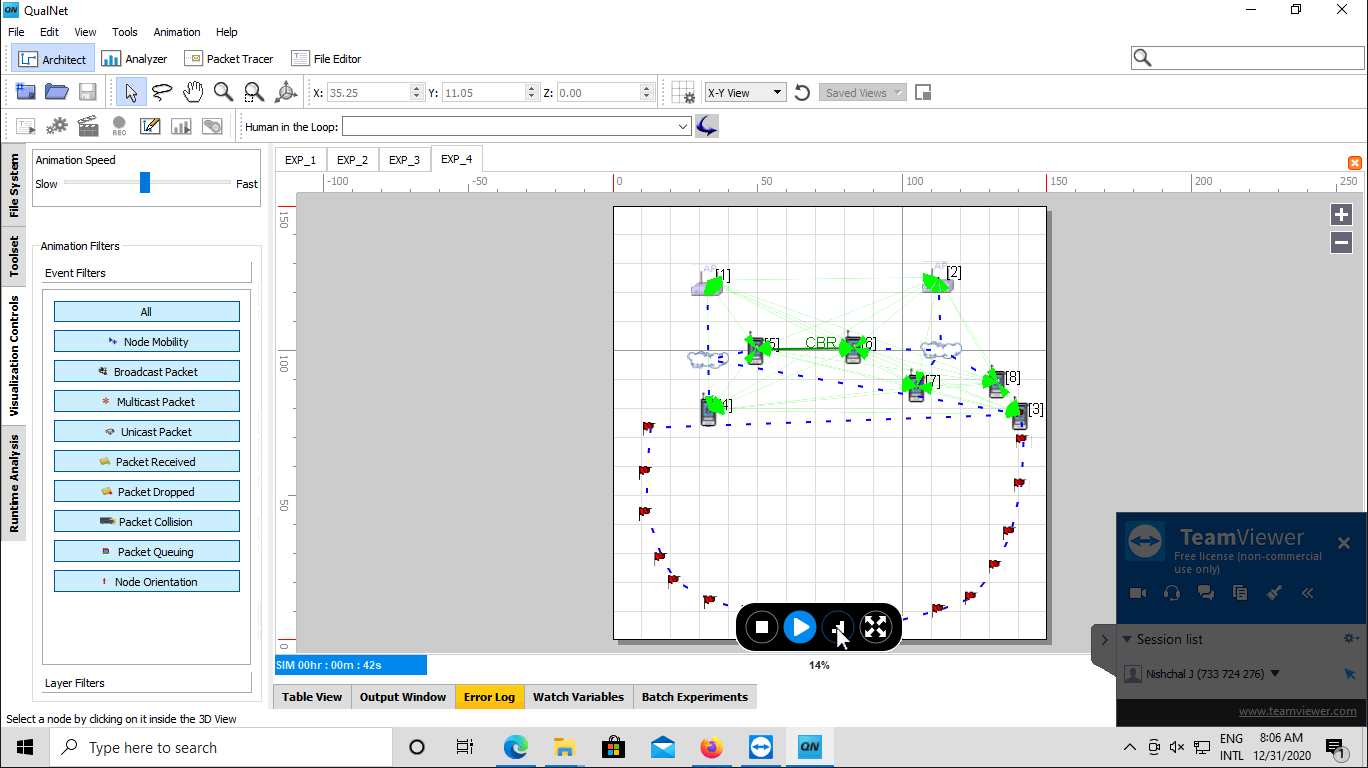 QualNet
File Edit View Tools Animation Help
Architect Analyzer Packet Tracer File Editor
X: 35.25 Y: 11.05 Z: 0.00 X-Y View Saved Views
REC Human in the Loop:
File System
Toolset
Visualization Controls
Runtime Analysis
Animation Speed
Slow Fast
Animation Filters
Event Filters
All
Node Mobility
Broadcast Packet
Multicast Packet
Unicast Packet
Packet Received
Packet Dropped
Packet Collision
Packet Queuing
Node Orientation
Layer Filters
EXP_1 EXP_2 EXP_3 EXP_4
-100 -50 0 50 100 150 200 250
150
100
50
0
AP [1]
AP [2]
[5] CBR [6]
[7] [8]
[4] [3]
SIM 00hr : 00m : 42s 14%
Table View Output Window Error Log Watch Variables Batch Experiments
Select a node by clicking on it inside the 3D View
TeamViewer
Free license (non-commercial
use only)
Session list
Nishchal J (733 724 276)
www.teamviewer.com
Type here to search
ENG
INTL
8:06 AM
12/31/2020
1